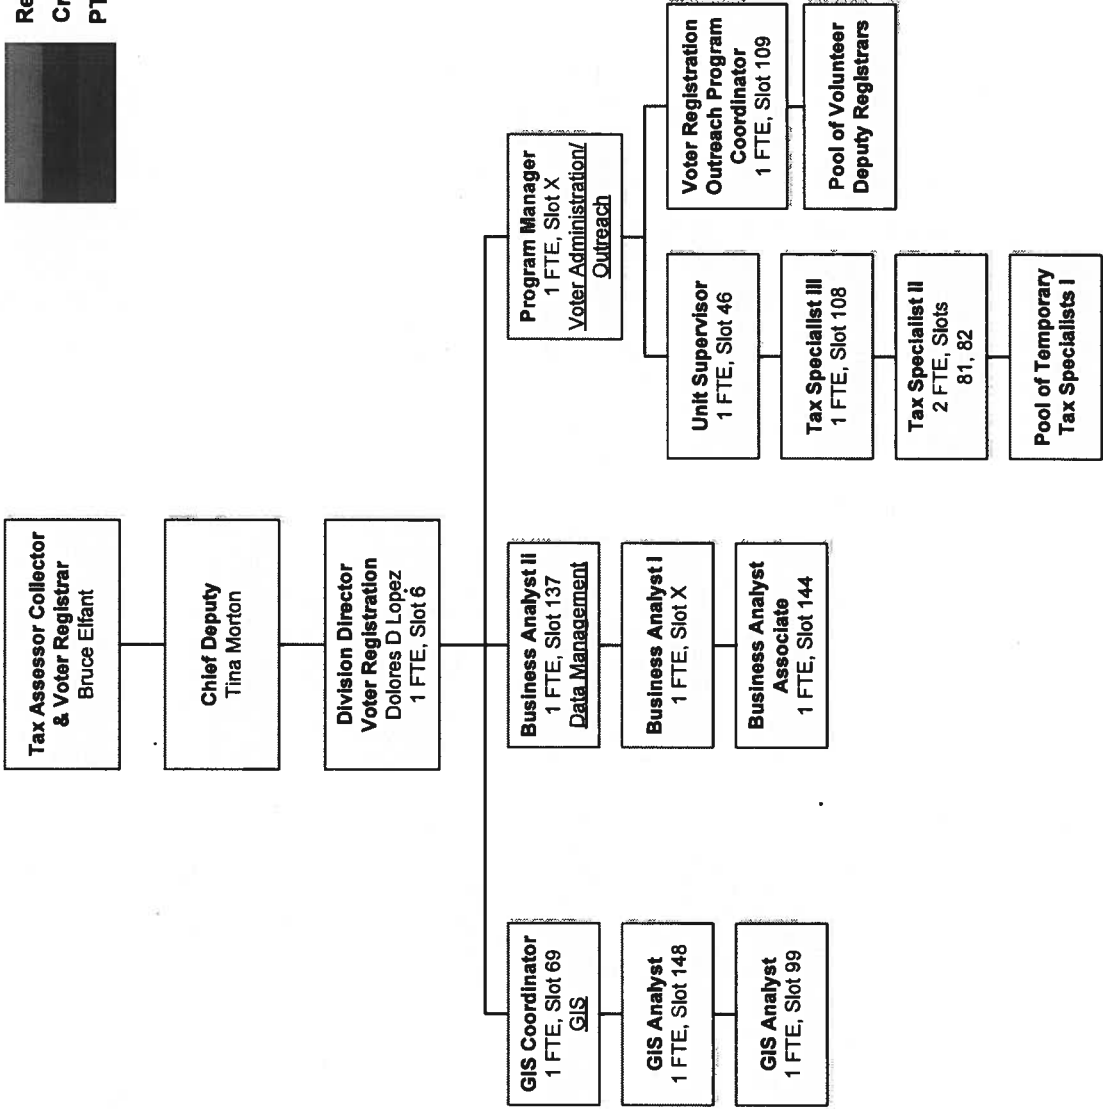 Re
Cr
PT
Tax Assessor Collector
& Voter Registrar
Bruce Elfant
Chief Deputy
Tina Morton
Division Director
Voter Registration
Dolores D Lopez
1 FTE, Slot 6
GIS Coordinator
1 FTE, Slot 69
GIS
GIS Analyst
1 FTE, Slot 148
GIS Analyst
1 FTE, Slot 99
Business Analyst II
1 FTE, Slot 137
Data Management
Business Analyst I
1 FTE, Slot X
Business Analyst
Associate
1 FTE, Slot 144
Program Manager
1 FTE, Slot X
Voter Administration/
Outreach
Unit Supervisor
1 FTE, Slot 46
Tax Specialist III
1 FTE, Slot 108
Tax Specialist II
2 FTE, Slots
81, 82
Pool of Temporary
Tax Specialists I
Voter Registration
Outreach Program
Coordinator
1 FTE, Slot 109
Pool of Volunteer
Deputy Registrars